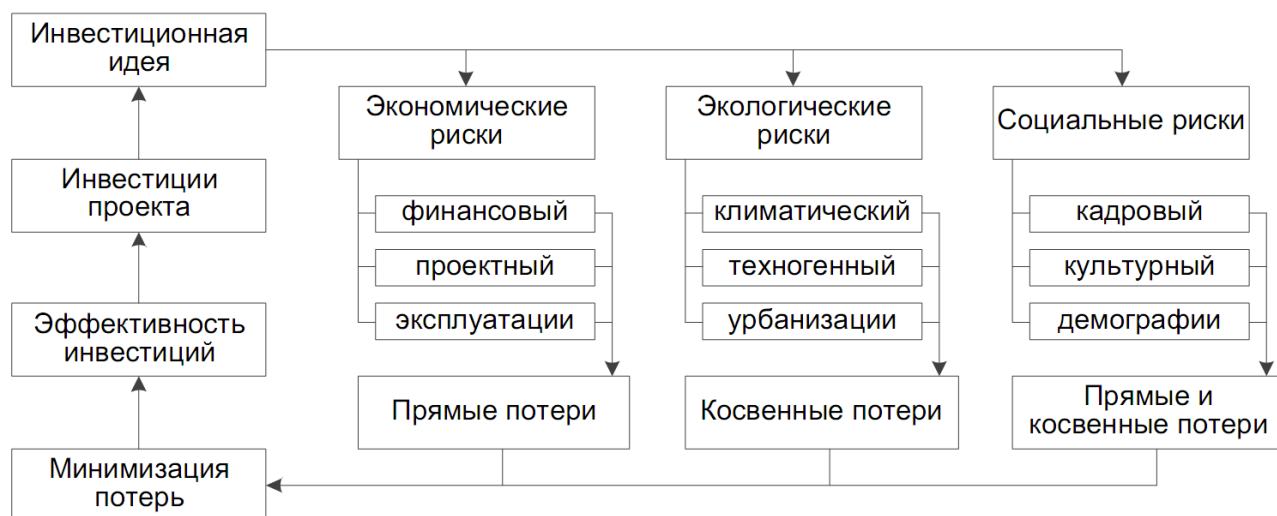 Инвестиционная
идея
Экономические
риски
Экологические
риски
Социальные риски
Инвестиции
проекта
финансовый
климатический
кадровый
проектный
техногенный
культурный
Эффективность
инвестиций
эксплуатации
урбанизации
демографии
Прямые потери
Косвенные потери
Прямые и
косвенные потери
Минимизация
потерь